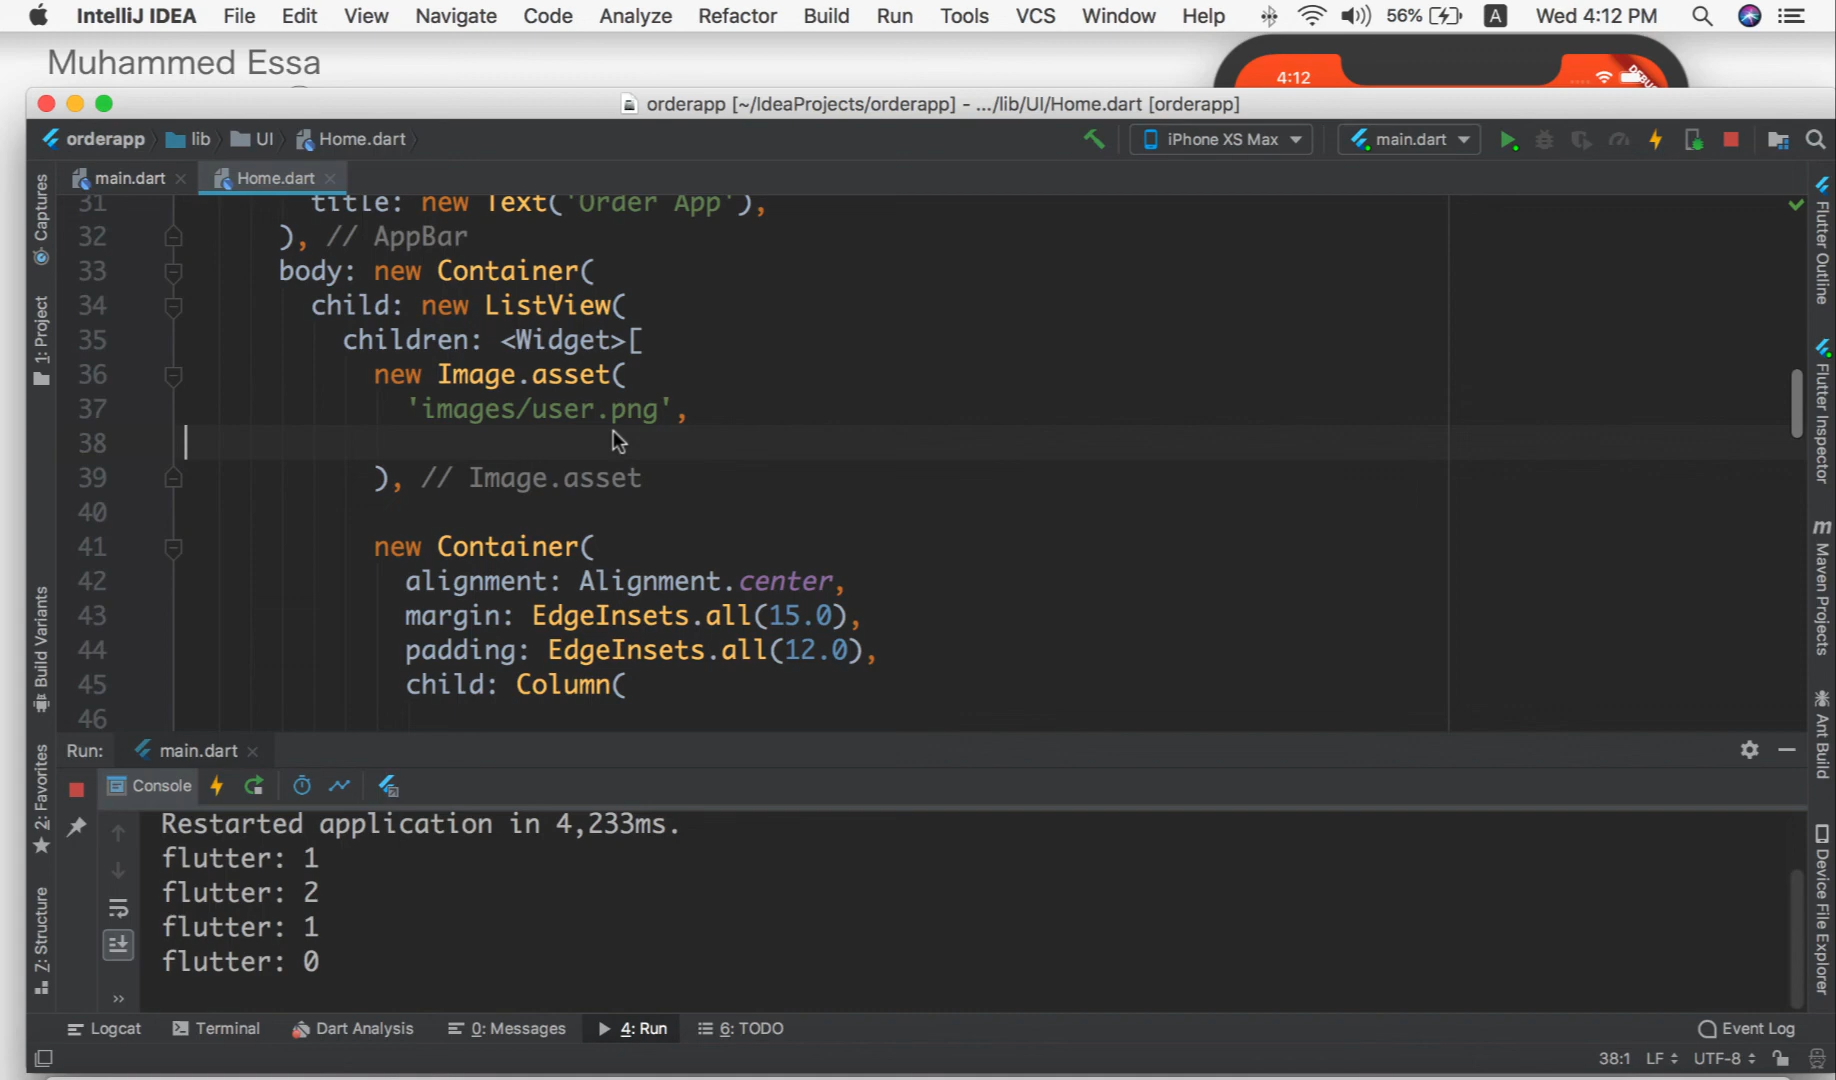 IntelliJ IDEA File Edit View Navigate Code Analyze Refactor Build Run Tools VCS Window Help 56% A Wed 4:12 PM
Muhammed Essa
4:12
DEBUG
orderapp [~/IdeaProjects/orderapp] - .../lib/UI/Home.dart [orderapp]
orderapp lib UI Home.dart iPhone XS Max main.dart
main.dart Home.dart
31 title: new Text('Order App'),
32 ), // AppBar
33 body: new Container(
34 child: new ListView(
35 children: <Widget>[
36 new Image.asset(
37 'images/user.png',
38
39 ), // Image.asset
40
41 new Container(
42 alignment: Alignment.center,
43 margin: EdgeInsets.all(15.0),
44 padding: EdgeInsets.all(12.0),
45 child: Column(
46
Captures
1: Project
Build Variants
2: Favorites
Z: Structure
Flutter Outline
Flutter Inspector
m Maven Projects
Ant Build
Device File Explorer
Run: main.dart
Console
Restarted application in 4,233ms.
flutter: 1
flutter: 2
flutter: 1
flutter: 0
»
Logcat Terminal Dart Analysis 0: Messages 4: Run 6: TODO Event Log
38:1 LF UTF-8